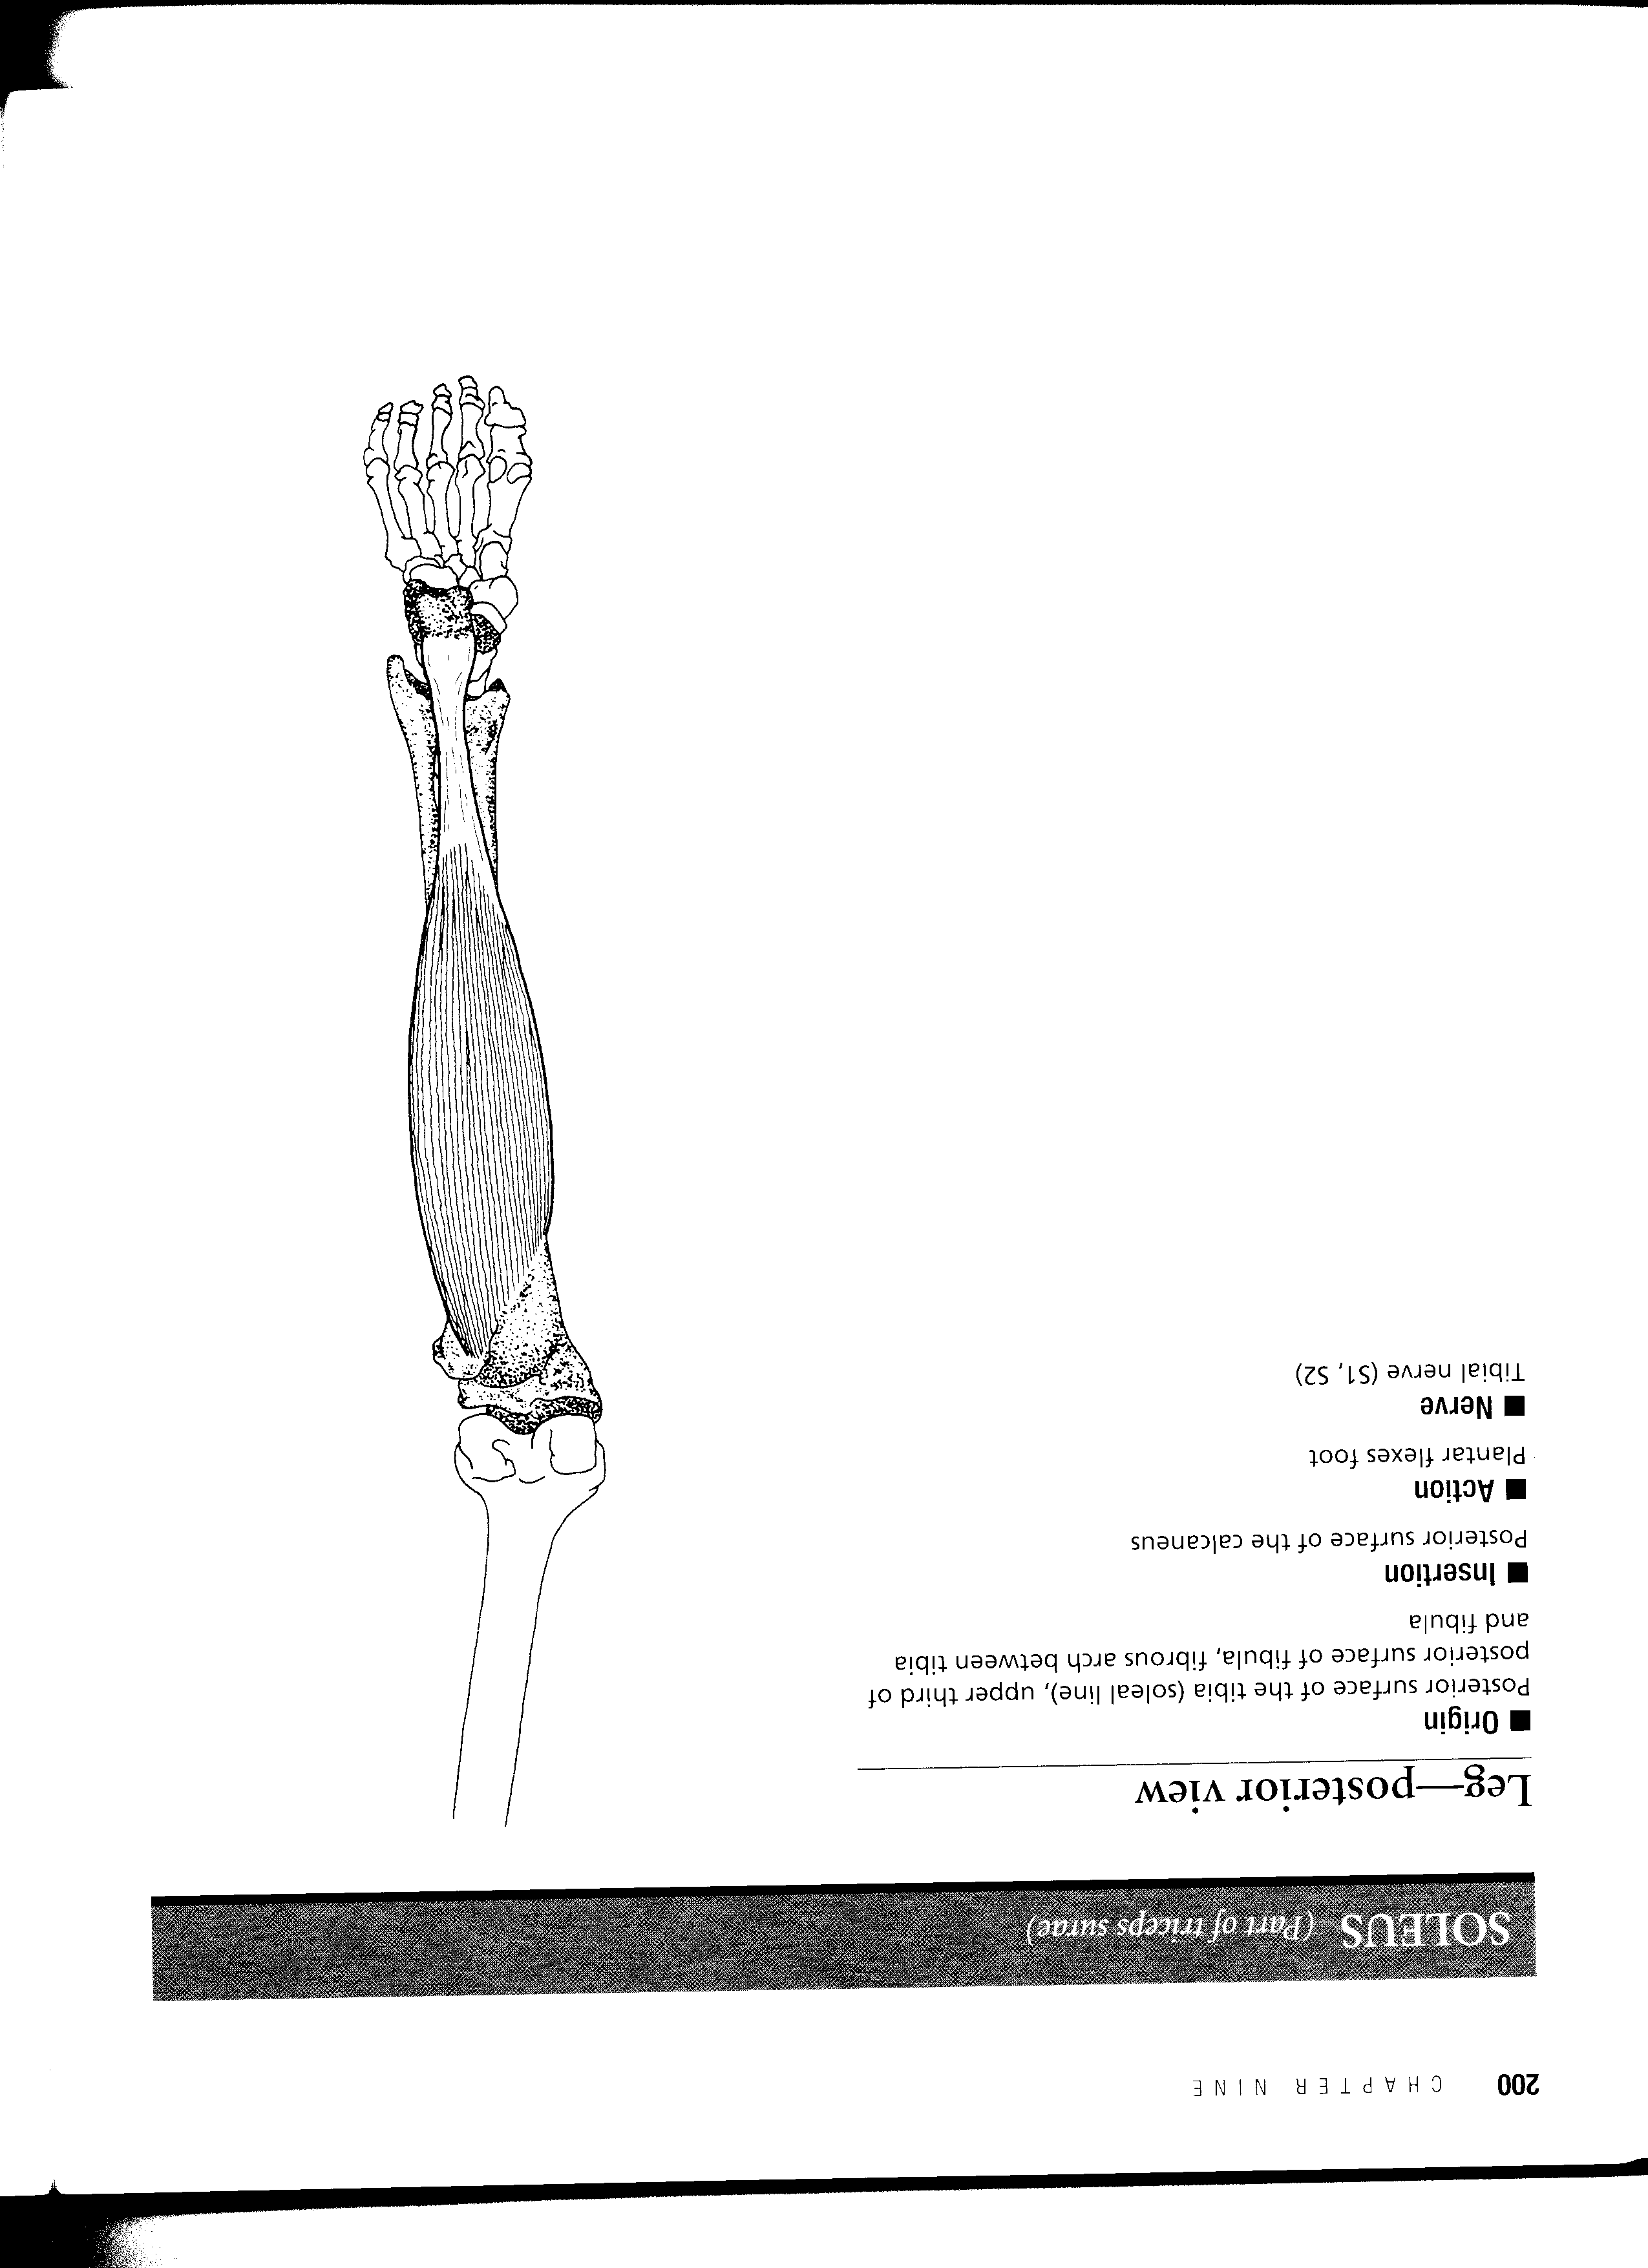 200 CHAPTER NINE
SOLEUS (Part of triceps surae)
Leg—posterior view
■ Origin
Posterior surface of the tibia (soleal line), upper third of
posterior surface of fibula, fibrous arch between tibia
and fibula
■ Insertion
Posterior surface of the calcaneus
■ Action
Plantar flexes foot
■ Nerve
Tibial nerve (S1, S2)